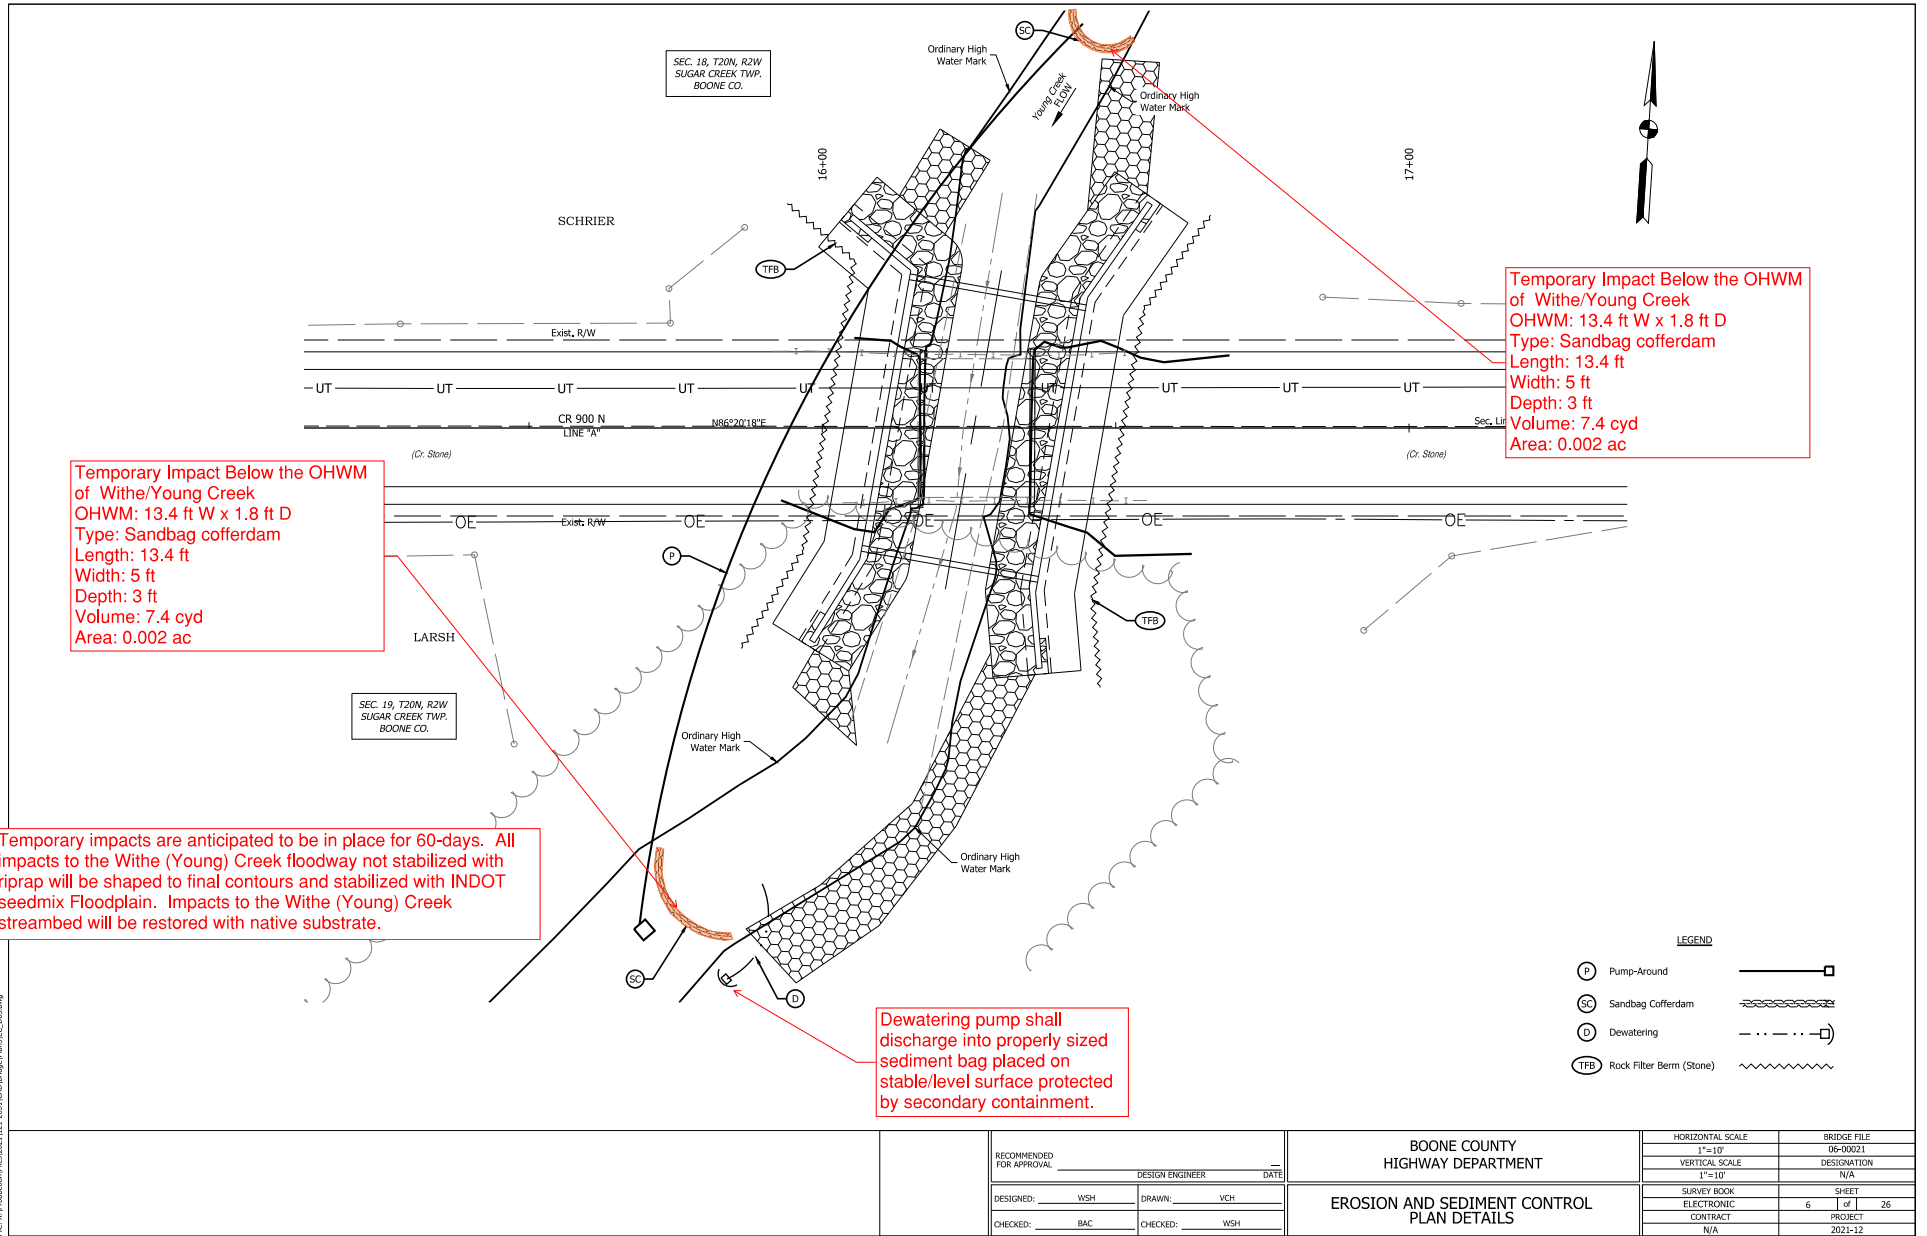 SEC. 18, T20N, R2W
SUGAR CREEK TWP.
BOONE CO.
SC
Ordinary High
Water Mark
Young Creek
FLOW
Ordinary High
Water Mark
16+00
17+00
SCHRIER
TFB
Exist. R/W
UT UT UT UT UT UT UT UT UT UT
CR 900 N
LINE "A"
N86°20'18"E
(Cr. Stone)
(Cr. Stone)
Temporary Impact Below the OHWM
of Withe/Young Creek
OHWM: 13.4 ft W x 1.8 ft D
Type: Sandbag cofferdam
Length: 13.4 ft
Width: 5 ft
Depth: 3 ft
Volume: 7.4 cyd
Area: 0.002 ac
Temporary Impact Below the OHWM
of Withe/Young Creek
OHWM: 13.4 ft W x 1.8 ft D
Type: Sandbag cofferdam
Length: 13.4 ft
Width: 5 ft
Depth: 3 ft
Volume: 7.4 cyd
Area: 0.002 ac
OE Exist. R/W OE OE OE OE
P
TFB
LARSH
SEC. 19, T20N, R2W
SUGAR CREEK TWP.
BOONE CO.
Ordinary High
Water Mark
Temporary impacts are anticipated to be in place for 60-days. All
impacts to the Withe (Young) Creek floodway not stabilized with
riprap will be shaped to final contours and stabilized with INDOT
seedmix Floodplain. Impacts to the Withe (Young) Creek
streambed will be restored with native substrate.
Ordinary High
Water Mark
SC
D
Dewatering pump shall
discharge into properly sized
sediment bag placed on
stable/level surface protected
by secondary containment.
LEGEND
P Pump-Around
SC Sandbag Cofferdam
D Dewatering
TFB Rock Filter Berm (Stone)
RECOMMENDED
FOR APPROVAL
DESIGN ENGINEER DATE
DESIGNED: WSH DRAWN: VCH
CHECKED: BAC CHECKED: WSH
BOONE COUNTY
HIGHWAY DEPARTMENT
EROSION AND SEDIMENT CONTROL
PLAN DETAILS
HORIZONTAL SCALE BRIDGE FILE
1"=10' 06-00021
VERTICAL SCALE DESIGNATION
1"=10' N/A
SURVEY BOOK SHEET
ELECTRONIC 6 of 26
CONTRACT PROJECT
N/A 2021-12